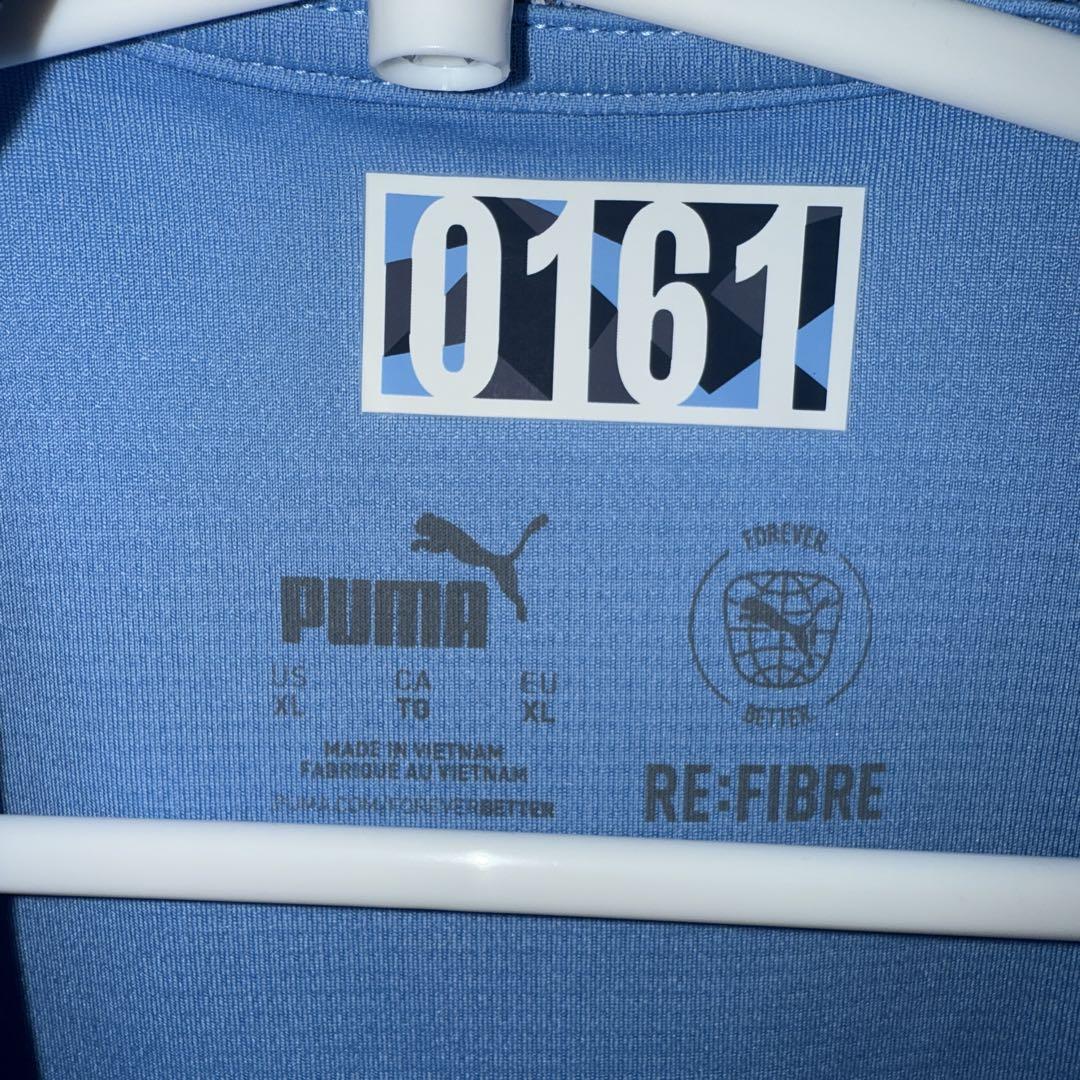 0161
PUMA
US CA EU
XL TG XL
MADE IN VIETNAM
FABRIQUÉ AU VIETNAM
PUMA.COM/FOREVERBETTER
FOREVER
BETTER
RE:FIBRE